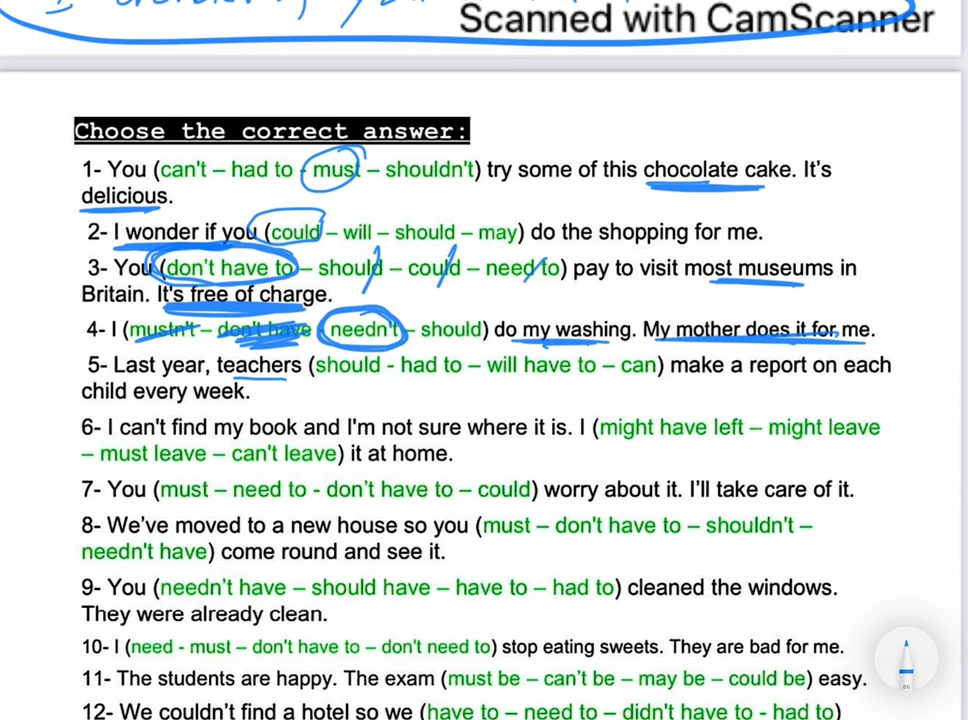 Scanned with CamScanner
Choose the correct answer:
1- You (can't – had to - must – shouldn't) try some of this chocolate cake. It's
delicious.
2- I wonder if you (could – will – should – may) do the shopping for me.
3- You (don't have to – should – could – need to) pay to visit most museums in
Britain. It's free of charge.
4- I (mustn't – don't have - needn't – should) do my washing. My mother does it for me.
5- Last year, teachers (should - had to – will have to – can) make a report on each
child every week.
6- I can't find my book and I'm not sure where it is. I (might have left – might leave
– must leave – can't leave) it at home.
7- You (must – need to - don't have to – could) worry about it. I'll take care of it.
8- We've moved to a new house so you (must – don't have to – shouldn't –
needn't have) come round and see it.
9- You (needn't have – should have – have to – had to) cleaned the windows.
They were already clean.
10- I (need - must – don't have to – don't need to) stop eating sweets. They are bad for me.
11- The students are happy. The exam (must be – can't be – may be – could be) easy.
12- We couldn't find a hotel so we (have to – need to – didn't have to - had to)